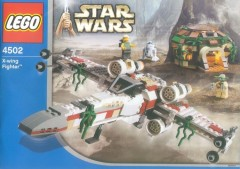 LEGO
STAR WARS
4502
X-wing
Fighter™